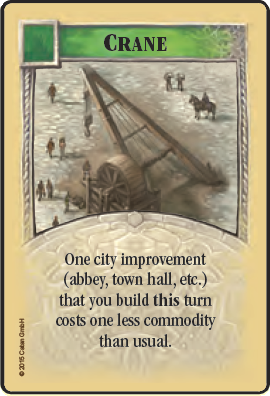 CRANE
One city improvement
(abbey, town hall, etc.)
that you build this turn
costs one less commodity
than usual.
©2015 Catan GmbH